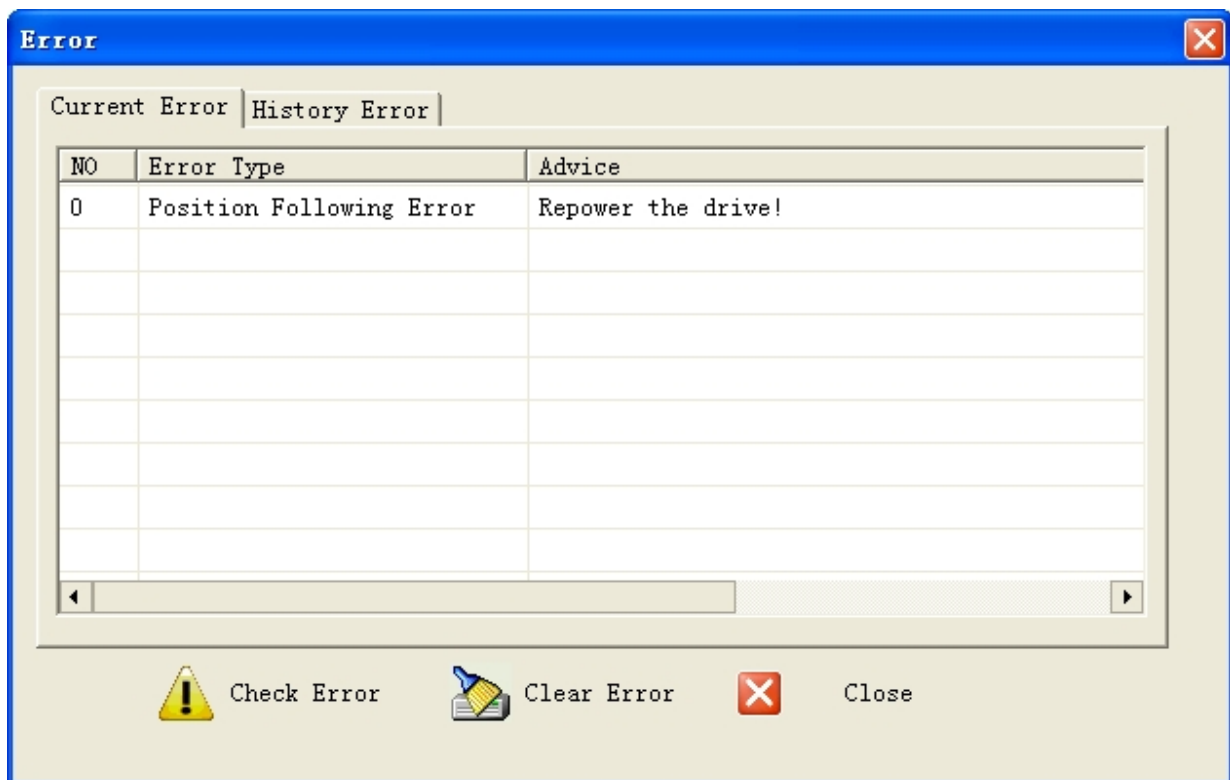 Error
Current Error History Error
NO Error Type Advice
0 Position Following Error Repower the drive!
Check Error Clear Error Close